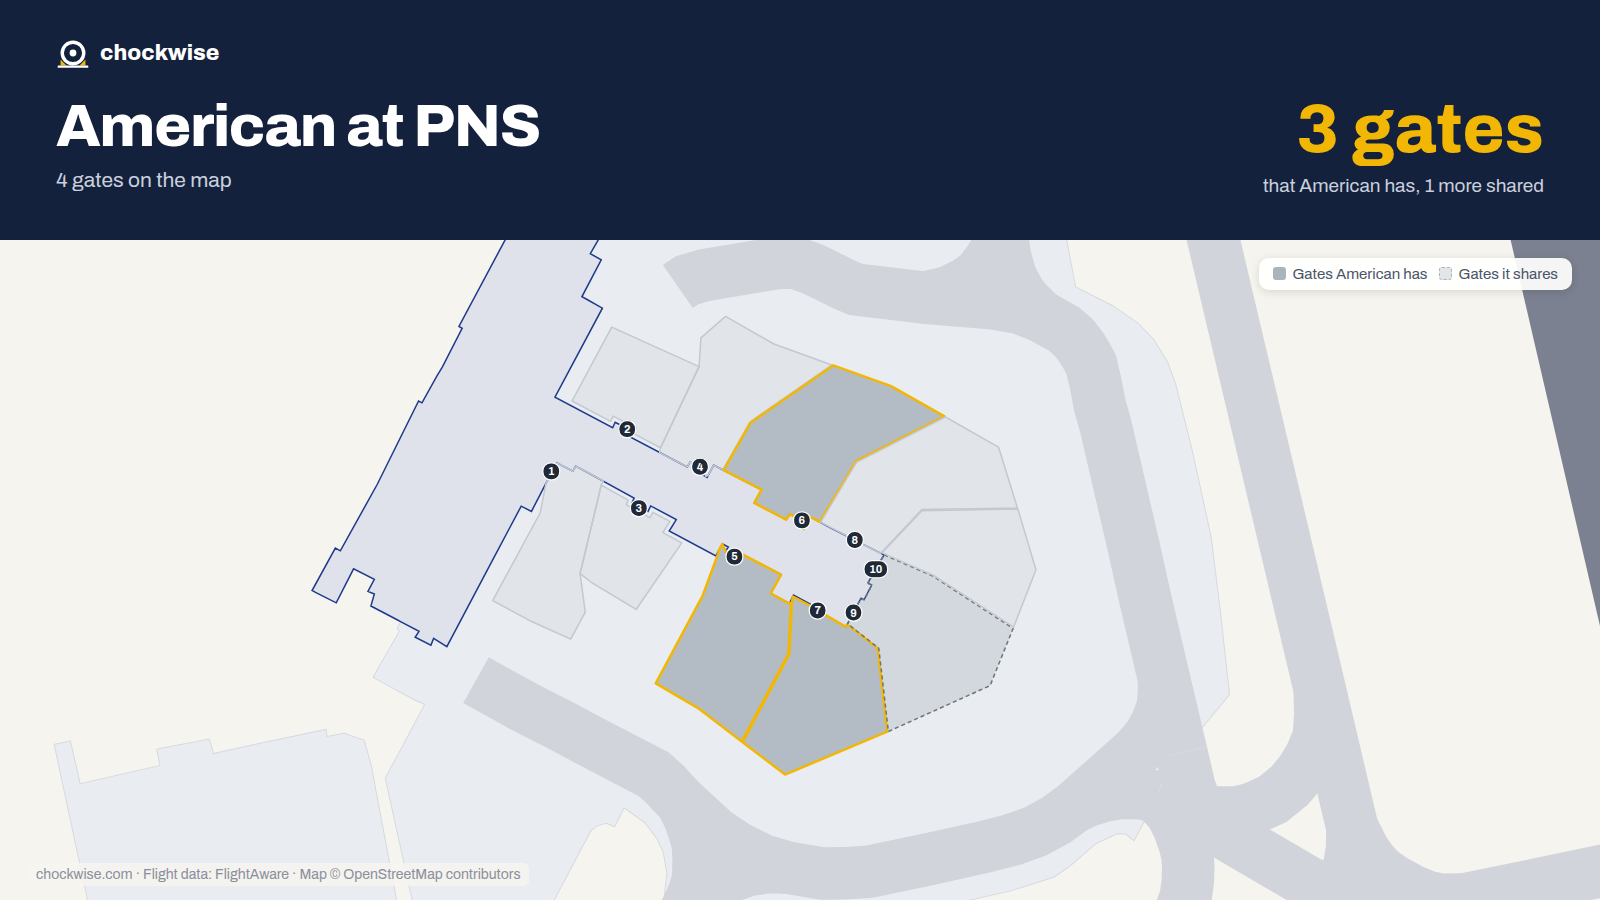 chockwise
American at PNS
4 gates on the map
3 gates
that American has, 1 more shared
Gates American has
Gates it shares
2
1
4
3
6
5
8
10
7
9
chockwise.com · Flight data: FlightAware · Map © OpenStreetMap contributors